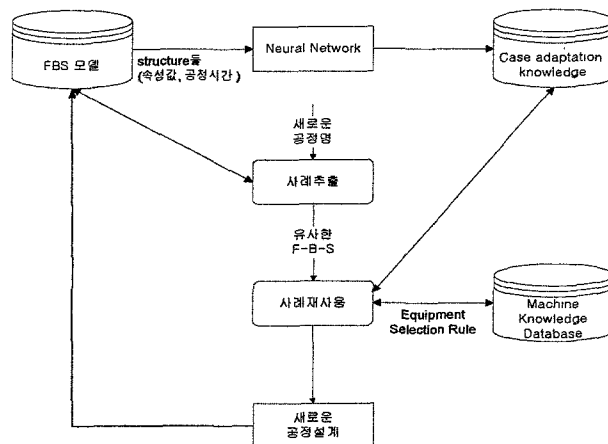 FBS 모델
structure들
(속성값, 공정시간)
Neural Network
Case adaptation
knowledge
새로운
공정명
사례추출
유사한
F-B-S
사례재사용
Equipment
Selection Rule
Machine
Knowledge
Database
새로운
공정설계